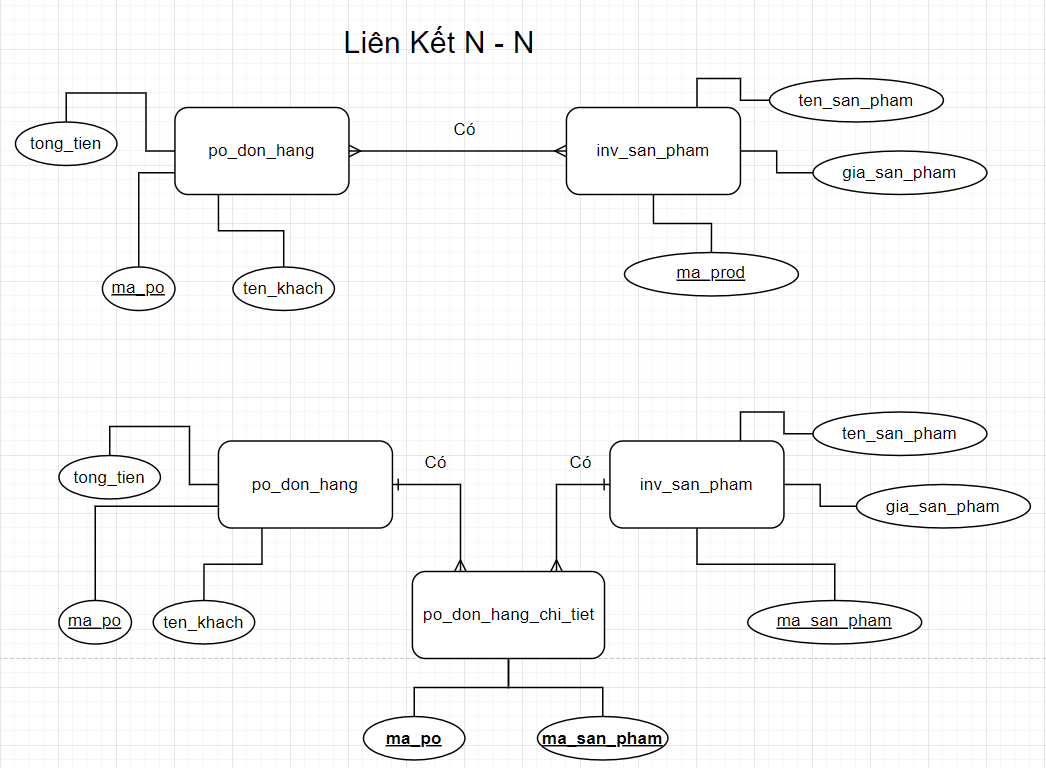 Liên Kết N - N
ten_san_pham
Có
tong_tien
po_don_hang
inv_san_pham
gia_san_pham
ma_prod
ma_po
ten_khach
ten_san_pham
Có
Có
tong_tien
po_don_hang
inv_san_pham
gia_san_pham
po_don_hang_chi_tiet
ma_po
ten_khach
ma_san_pham
ma_po
ma_san_pham